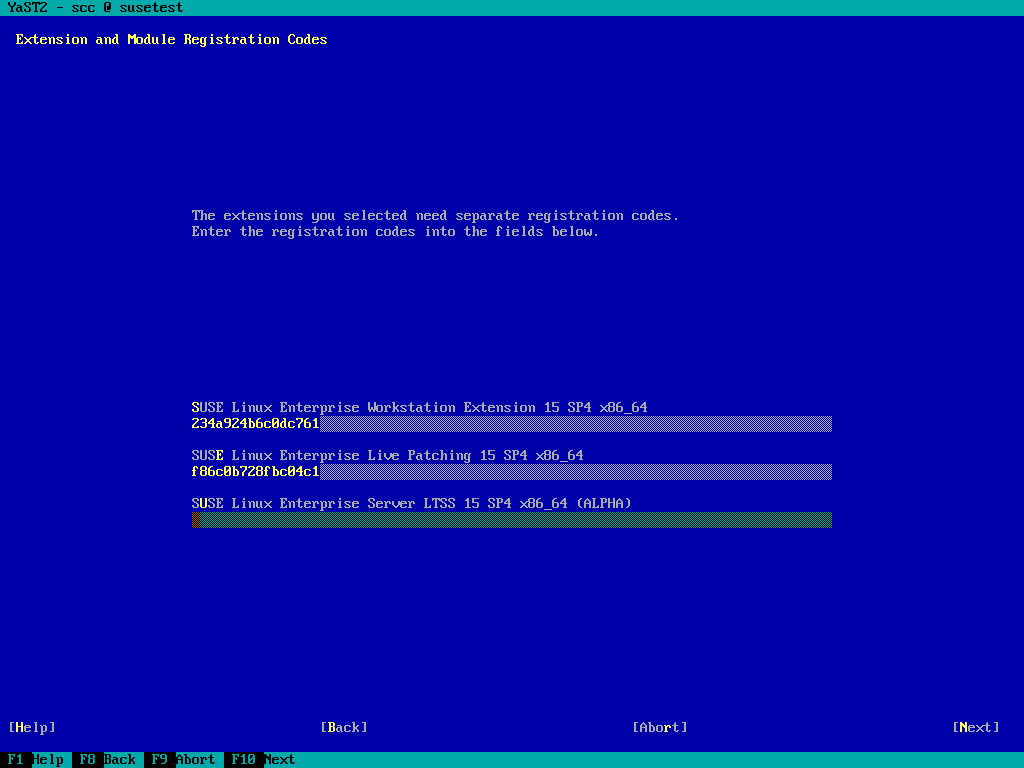 YaST2 - scc @ susetest
Extension and Module Registration Codes
The extensions you selected need separate registration codes.
Enter the registration codes into the fields below.
SUSE Linux Enterprise Workstation Extension 15 SP4 x86_64
234a924b6c0dc761
SUSE Linux Enterprise Live Patching 15 SP4 x86_64
f86c0b728fbc04c1
SUSE Linux Enterprise Server LTSS 15 SP4 x86_64 (ALPHA)
[Help] [Back] [Abort] [Next]
F1 Help F8 Back F9 Abort F10 Next